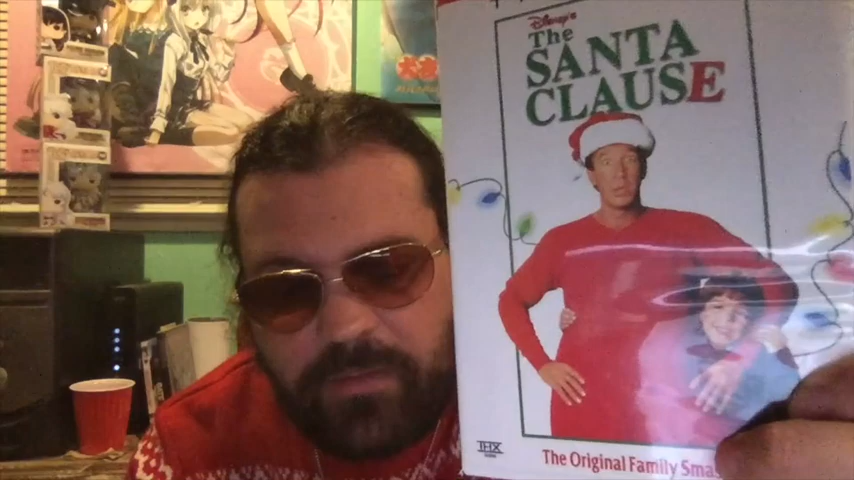 Disney's
The
SANTA
CLAUSE
THX
The Original Family Sma